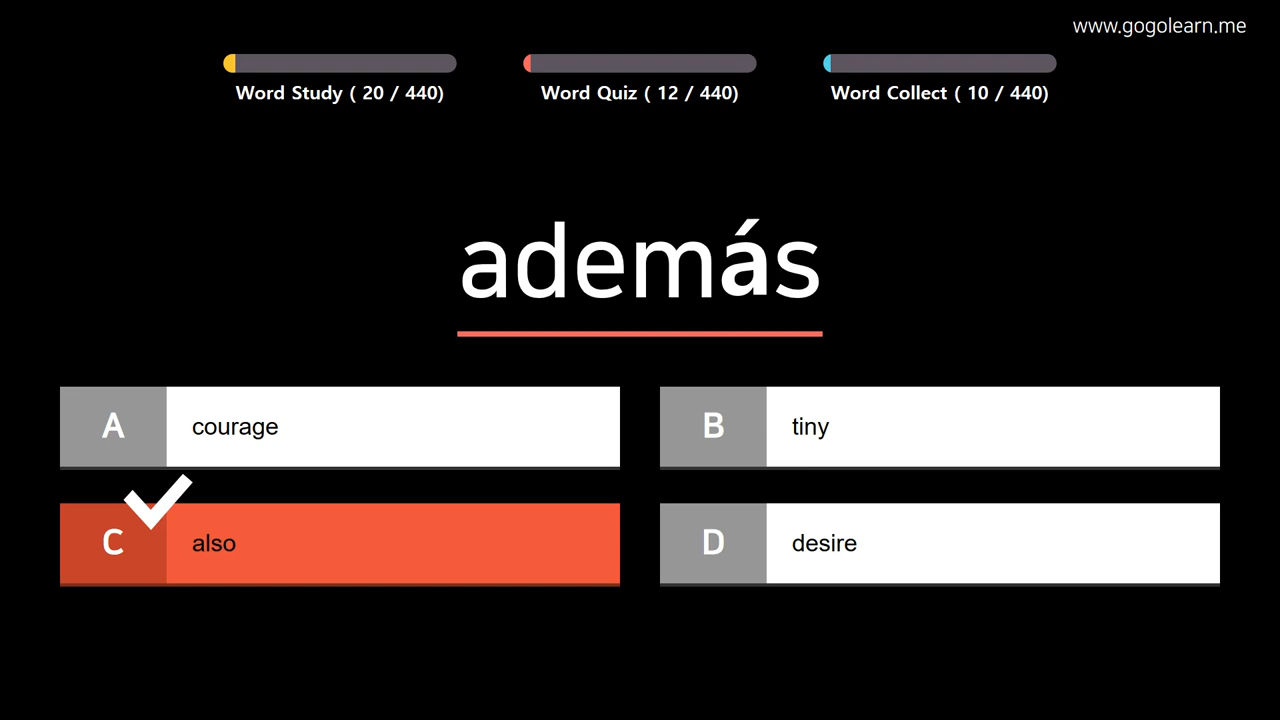 www.gogolearn.me
Word Study ( 20 / 440)
Word Quiz ( 12 / 440)
Word Collect ( 10 / 440)
además
A courage
B tiny
C also
D desire